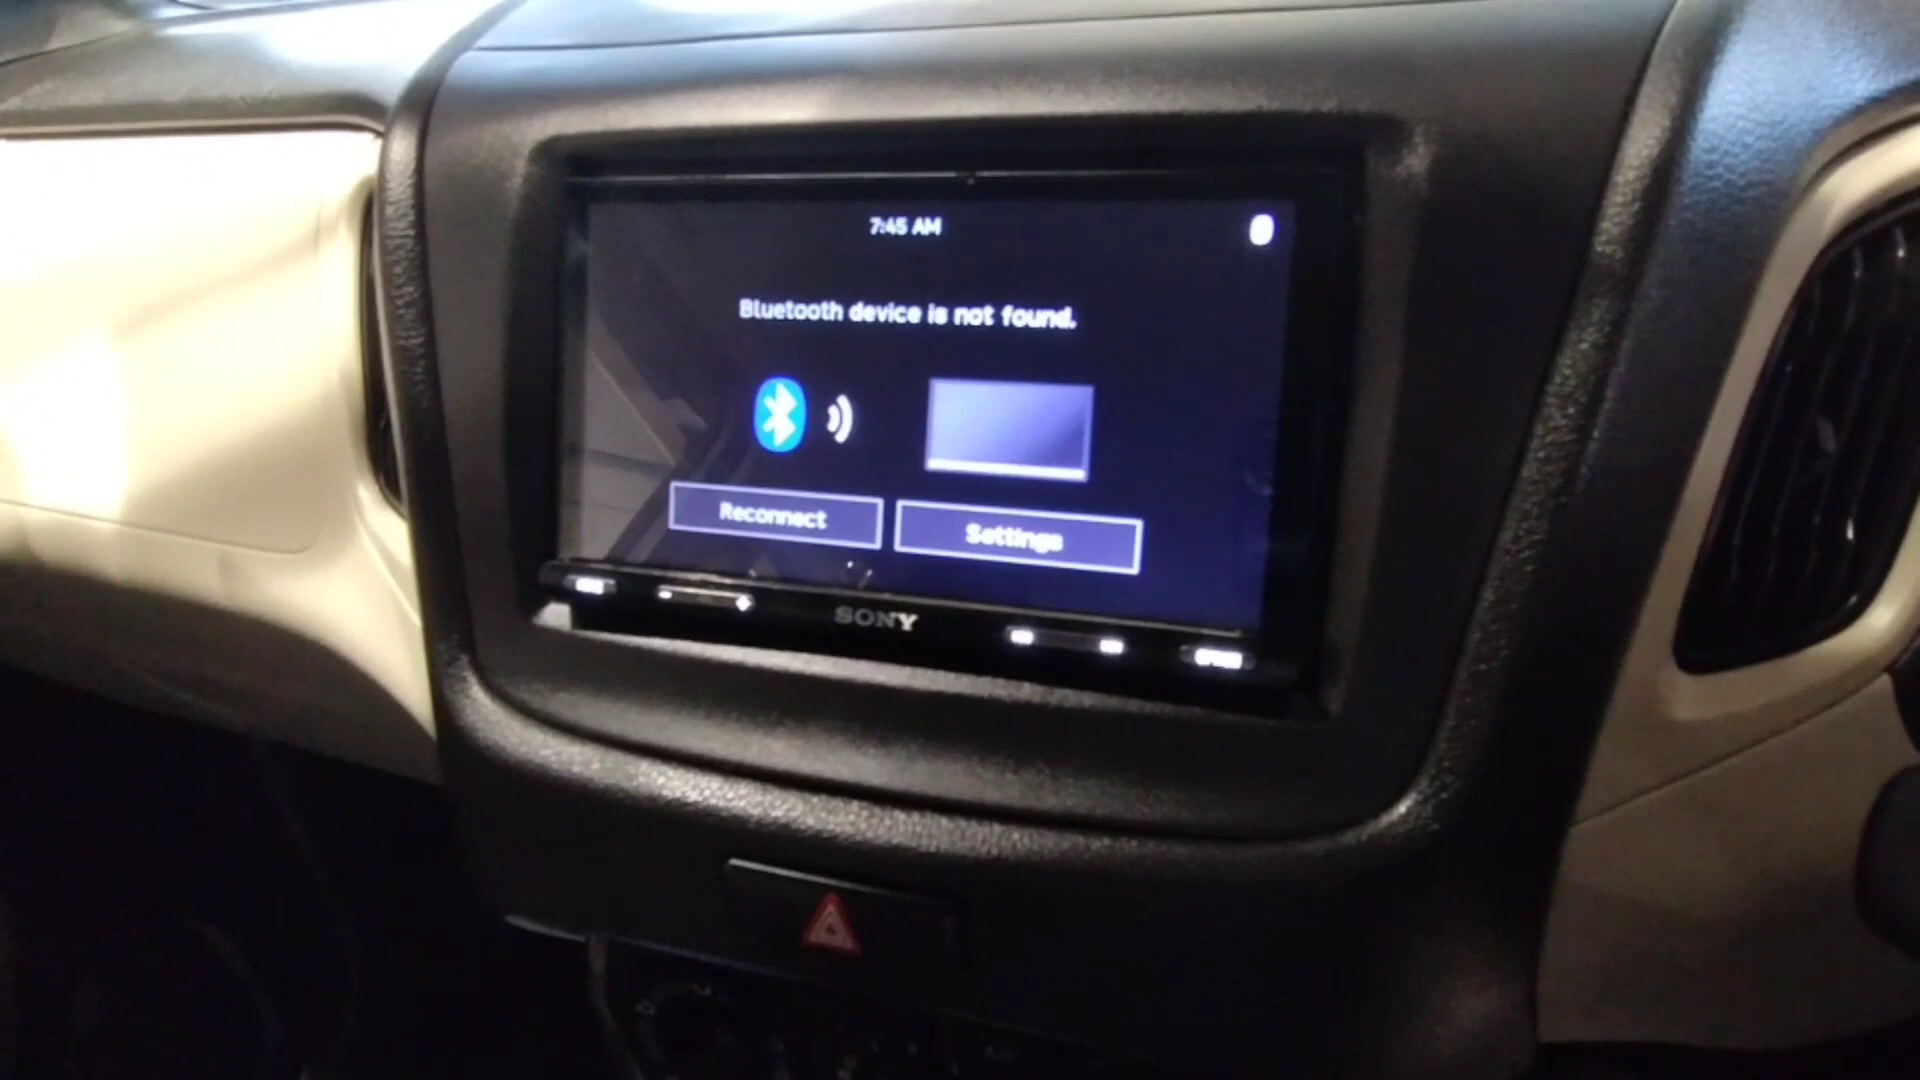 7:45 AM
Bluetooth device is not found.
Reconnect
Settings
SONY